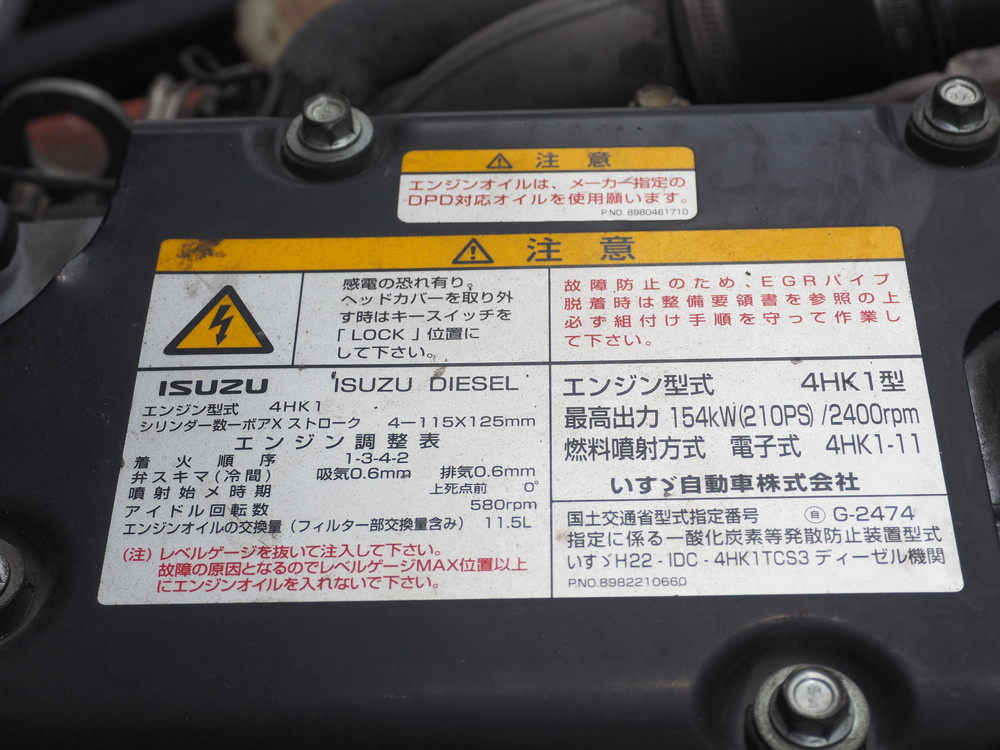 注意
エンジンオイルは、メーカー指定の
DPD対応オイルを使用願います。
P.NO. 8980461710
注意
感電の恐れ有り。
ヘッドカバーを取り外
す時はキースイッチを
「LOCK」位置に
して下さい。
故障防止のため、EGRパイプ
脱着時は整備要領書を参照の上
必ず組付け手順を守って作業し
て下さい。
ISUZU ISUZU DIESEL
エンジン型式 4HK1
シリンダー数ーボアX ストローク 4－115X125mm
エンジン調整表
着火順序 1-3-4-2
弁スキマ(冷間) 吸気0.6mm 排気0.6mm
噴射始メ時期 上死点前 0°
アイドル回転数 580rpm
エンジンオイルの交換量（フィルター部交換量含み） 11.5L
(注) レベルゲージを抜いて注入して下さい。
故障の原因となるのでレベルゲージMAX位置以上
にエンジンオイルを入れないで下さい。
エンジン型式 4HK1型
最高出力 154kW(210PS) /2400rpm
燃料噴射方式 電子式 4HK1-11
いすゞ自動車株式会社
国土交通省型式指定番号 自 G-2474
指定に係る一酸化炭素等発散防止装置型式
いすゞH22 - IDC - 4HK1TCS3 ディーゼル機関
P.NO.8982210660